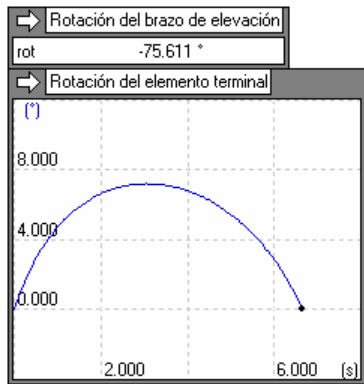 Rotación del brazo de elevación
rot -75.611 °
Rotación del elemento terminal
(°)
8.000
4.000
0.000
2.000 6.000 (s)